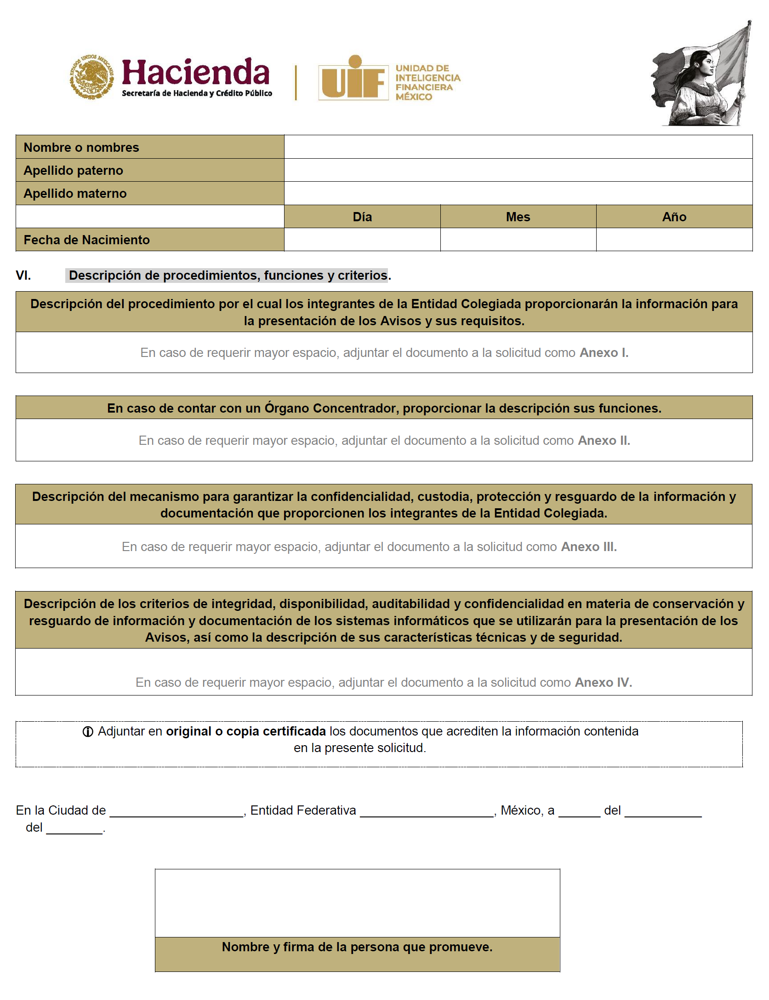 ESTADOS UNIDOS MEXICANOS
Hacienda
Secretaría de Hacienda y Crédito Público
UIF
UNIDAD DE
INTELIGENCIA
FINANCIERA
MÉXICO
Nombre o nombres
Apellido paterno
Apellido materno
Día Mes Año
Fecha de Nacimiento
VI. Descripción de procedimientos, funciones y criterios.
Descripción del procedimiento por el cual los integrantes de la Entidad Colegiada proporcionarán la información para
la presentación de los Avisos y sus requisitos.
En caso de requerir mayor espacio, adjuntar el documento a la solicitud como Anexo I.
En caso de contar con un Órgano Concentrador, proporcionar la descripción sus funciones.
En caso de requerir mayor espacio, adjuntar el documento a la solicitud como Anexo II.
Descripción del mecanismo para garantizar la confidencialidad, custodia, protección y resguardo de la información y
documentación que proporcionen los integrantes de la Entidad Colegiada.
En caso de requerir mayor espacio, adjuntar el documento a la solicitud como Anexo III.
Descripción de los criterios de integridad, disponibilidad, auditabilidad y confidencialidad en materia de conservación y
resguardo de información y documentación de los sistemas informáticos que se utilizarán para la presentación de los
Avisos, así como la descripción de sus características técnicas y de seguridad.
En caso de requerir mayor espacio, adjuntar el documento a la solicitud como Anexo IV.
🛈 Adjuntar en original o copia certificada los documentos que acrediten la información contenida
en la presente solicitud.
En la Ciudad de ___________________, Entidad Federativa ___________________, México, a ______ del ___________
del ________.
Nombre y firma de la persona que promueve.